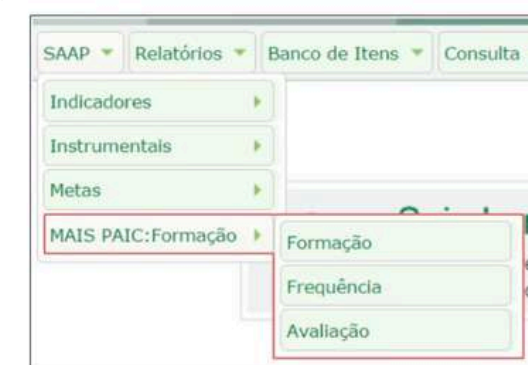 SAAP Relatórios Banco de Itens Consulta
Indicadores
Instrumentais
Metas
MAIS PAIC:Formação
Formação
Frequência
Avaliação